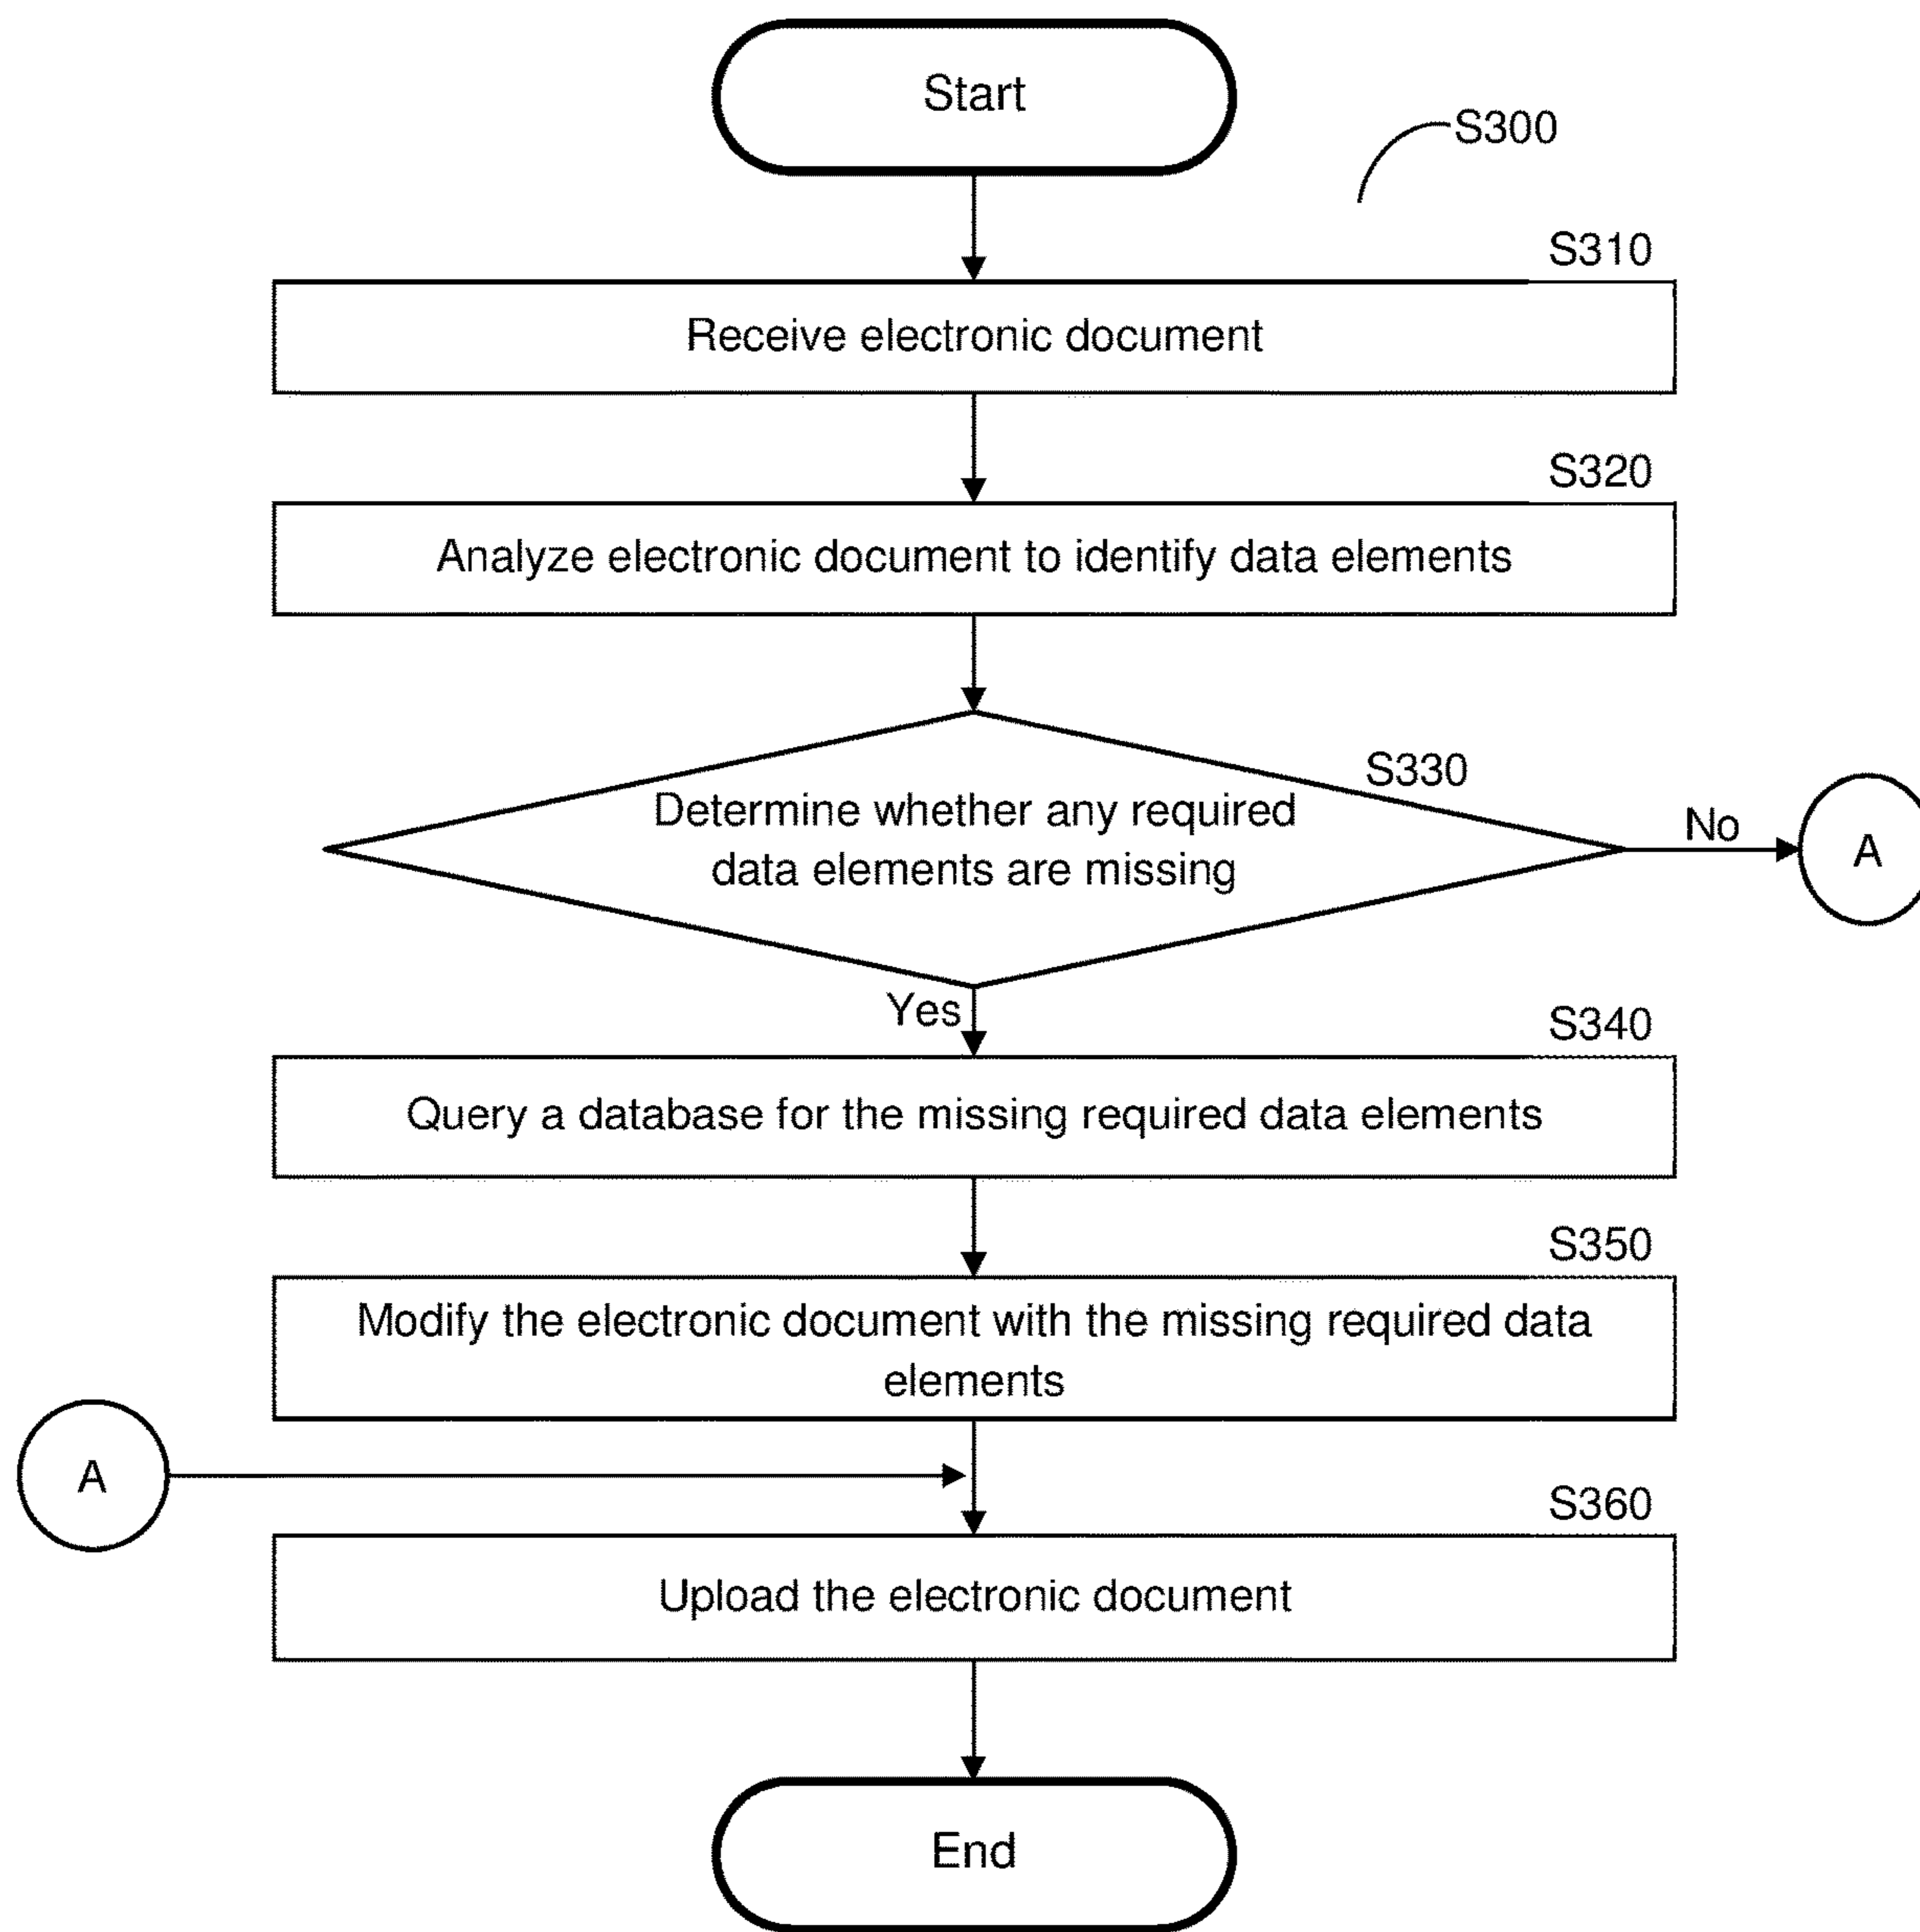 Start
S300
S310
Receive electronic document
S320
Analyze electronic document to identify data elements
S330
Determine whether any required
data elements are missing
No
A
Yes
S340
Query a database for the missing required data elements
S350
Modify the electronic document with the missing required data
elements
A
S360
Upload the electronic document
End